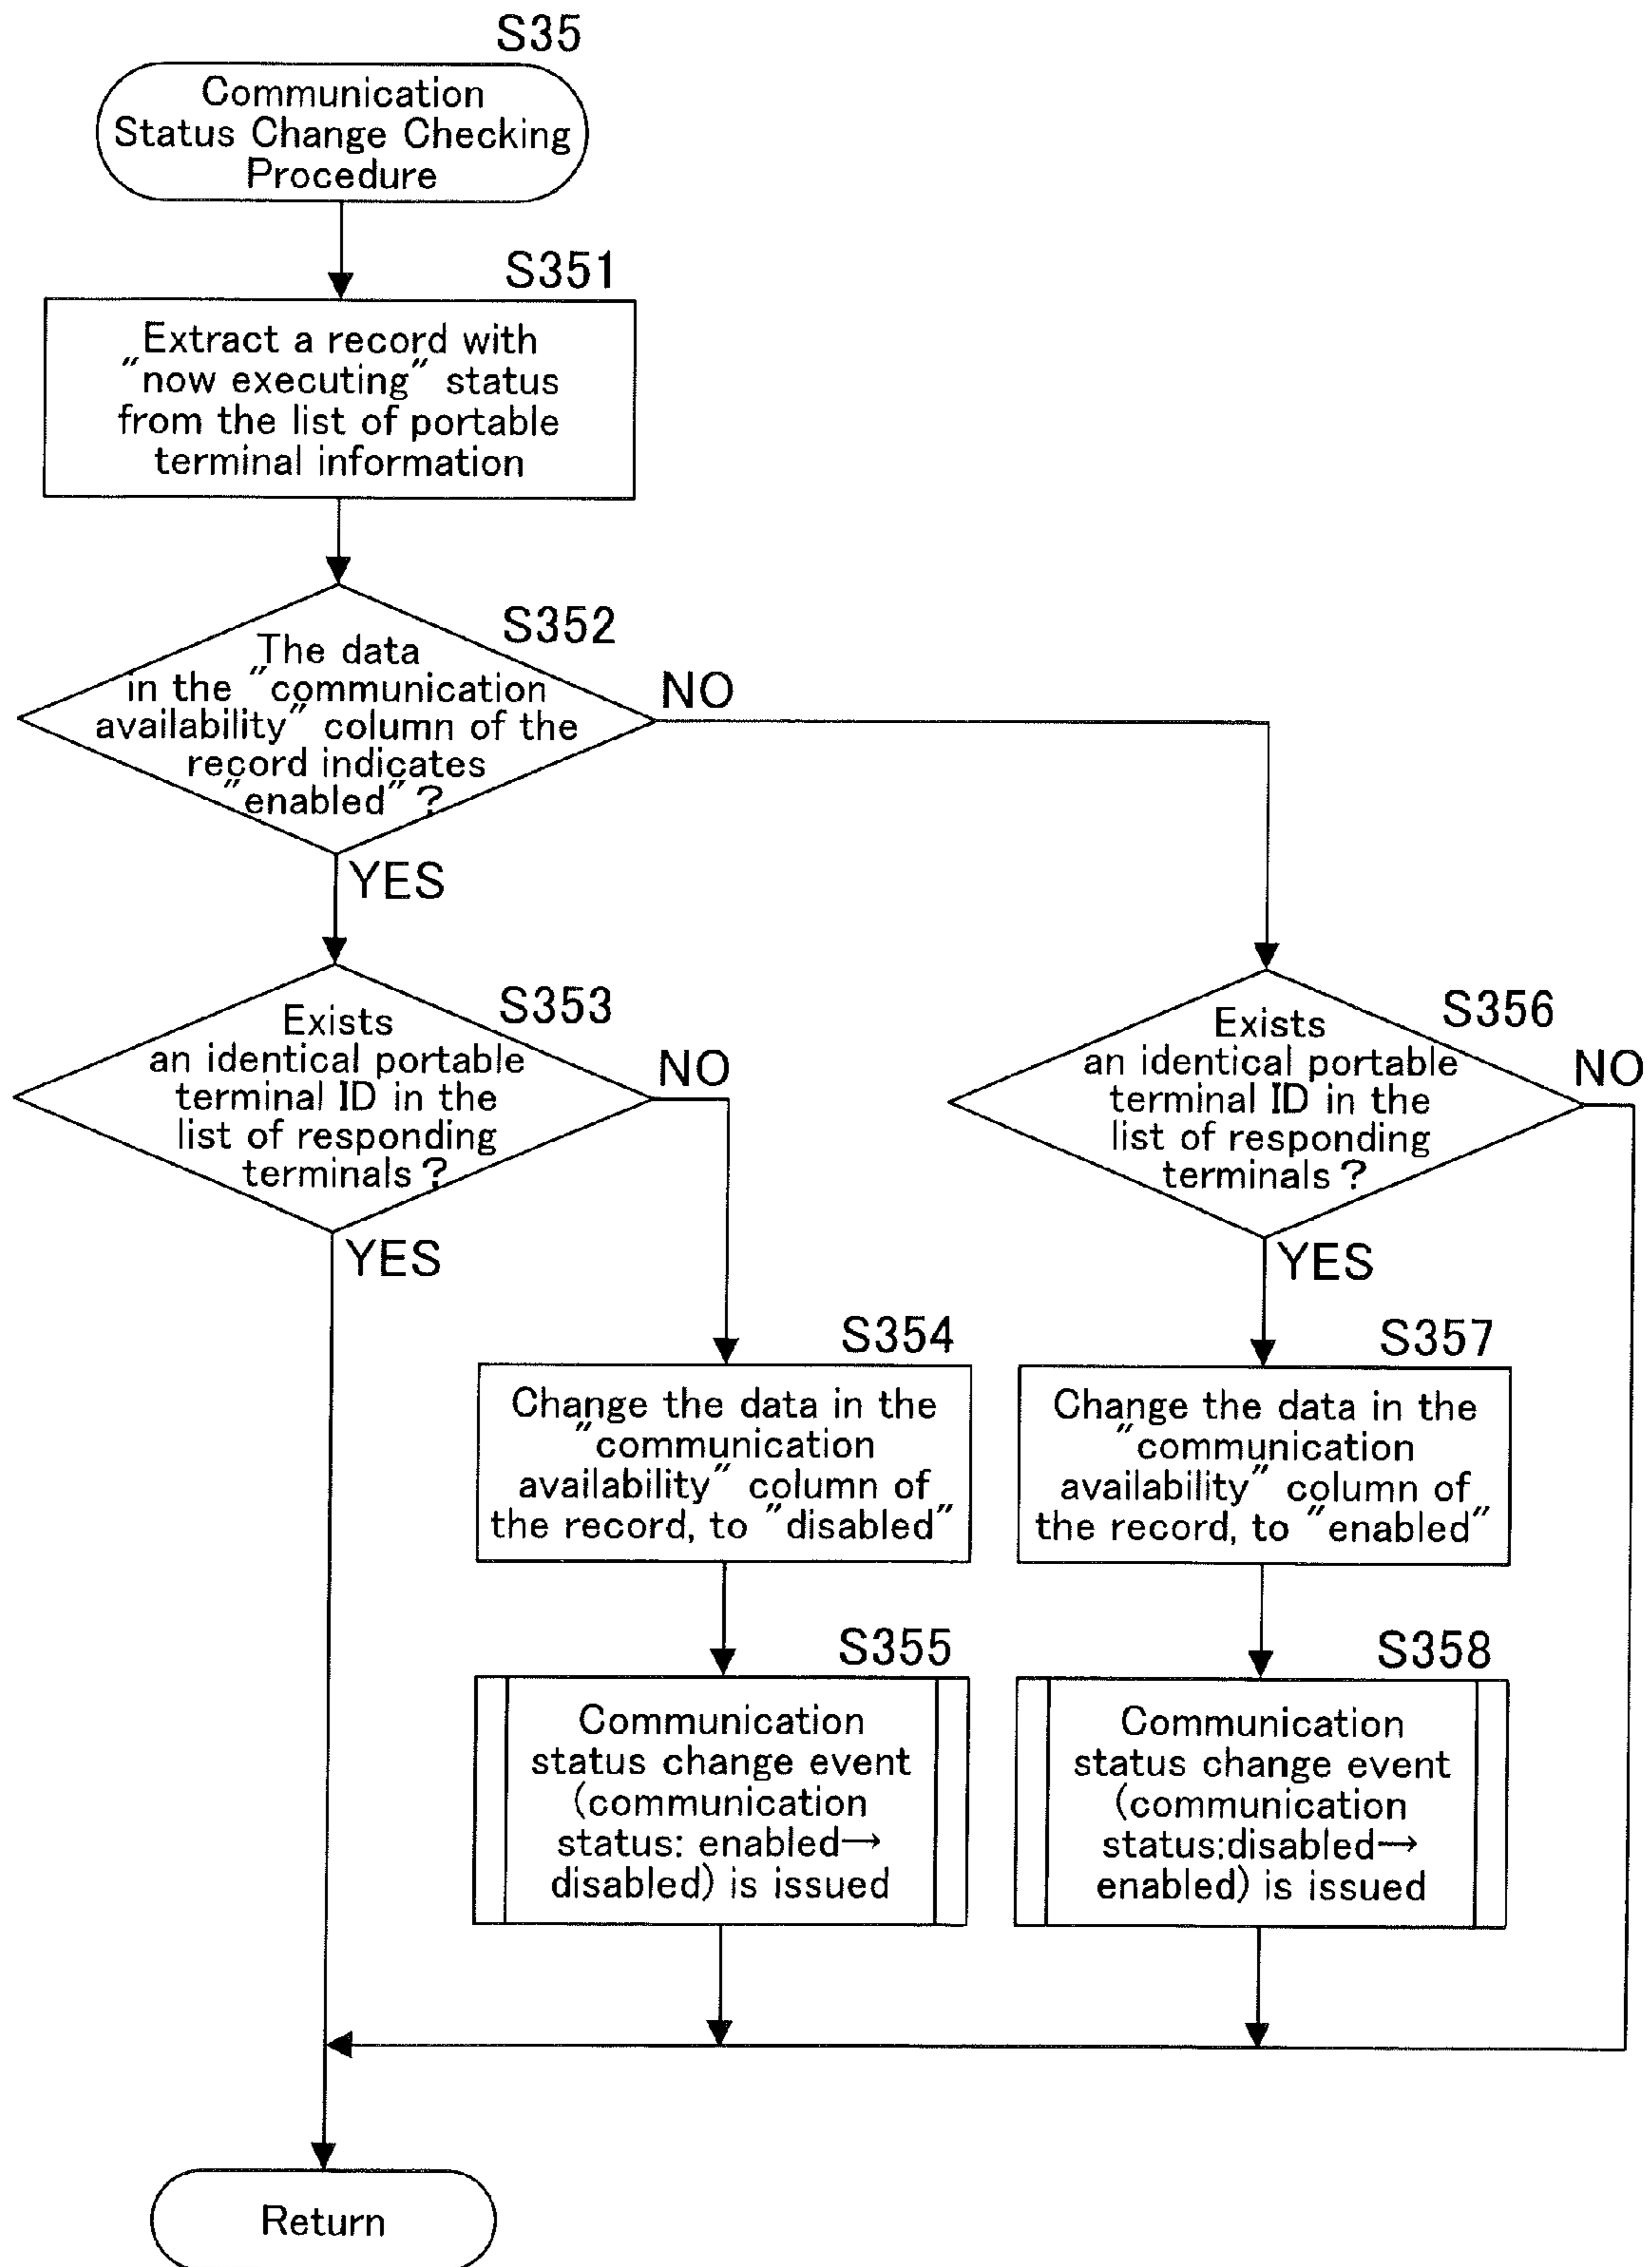 S35
Communication
Status Change Checking
Procedure
S351
Extract a record with
"now executing" status
from the list of portable
terminal information
S352
The data
in the "communication
availability" column of the
record indicates
"enabled"?
NO
YES
S353
Exists
an identical portable
terminal ID in the
list of responding
terminals?
NO
YES
S356
Exists
an identical portable
terminal ID in the
list of responding
terminals?
NO
YES
S354
Change the data in the
"communication
availability" column of
the record, to "disabled"
S357
Change the data in the
"communication
availability" column of
the record, to "enabled"
S355
Communication
status change event
(communication
status: enabled→
disabled) is issued
S358
Communication
status change event
(communication
status:disabled→
enabled) is issued
Return